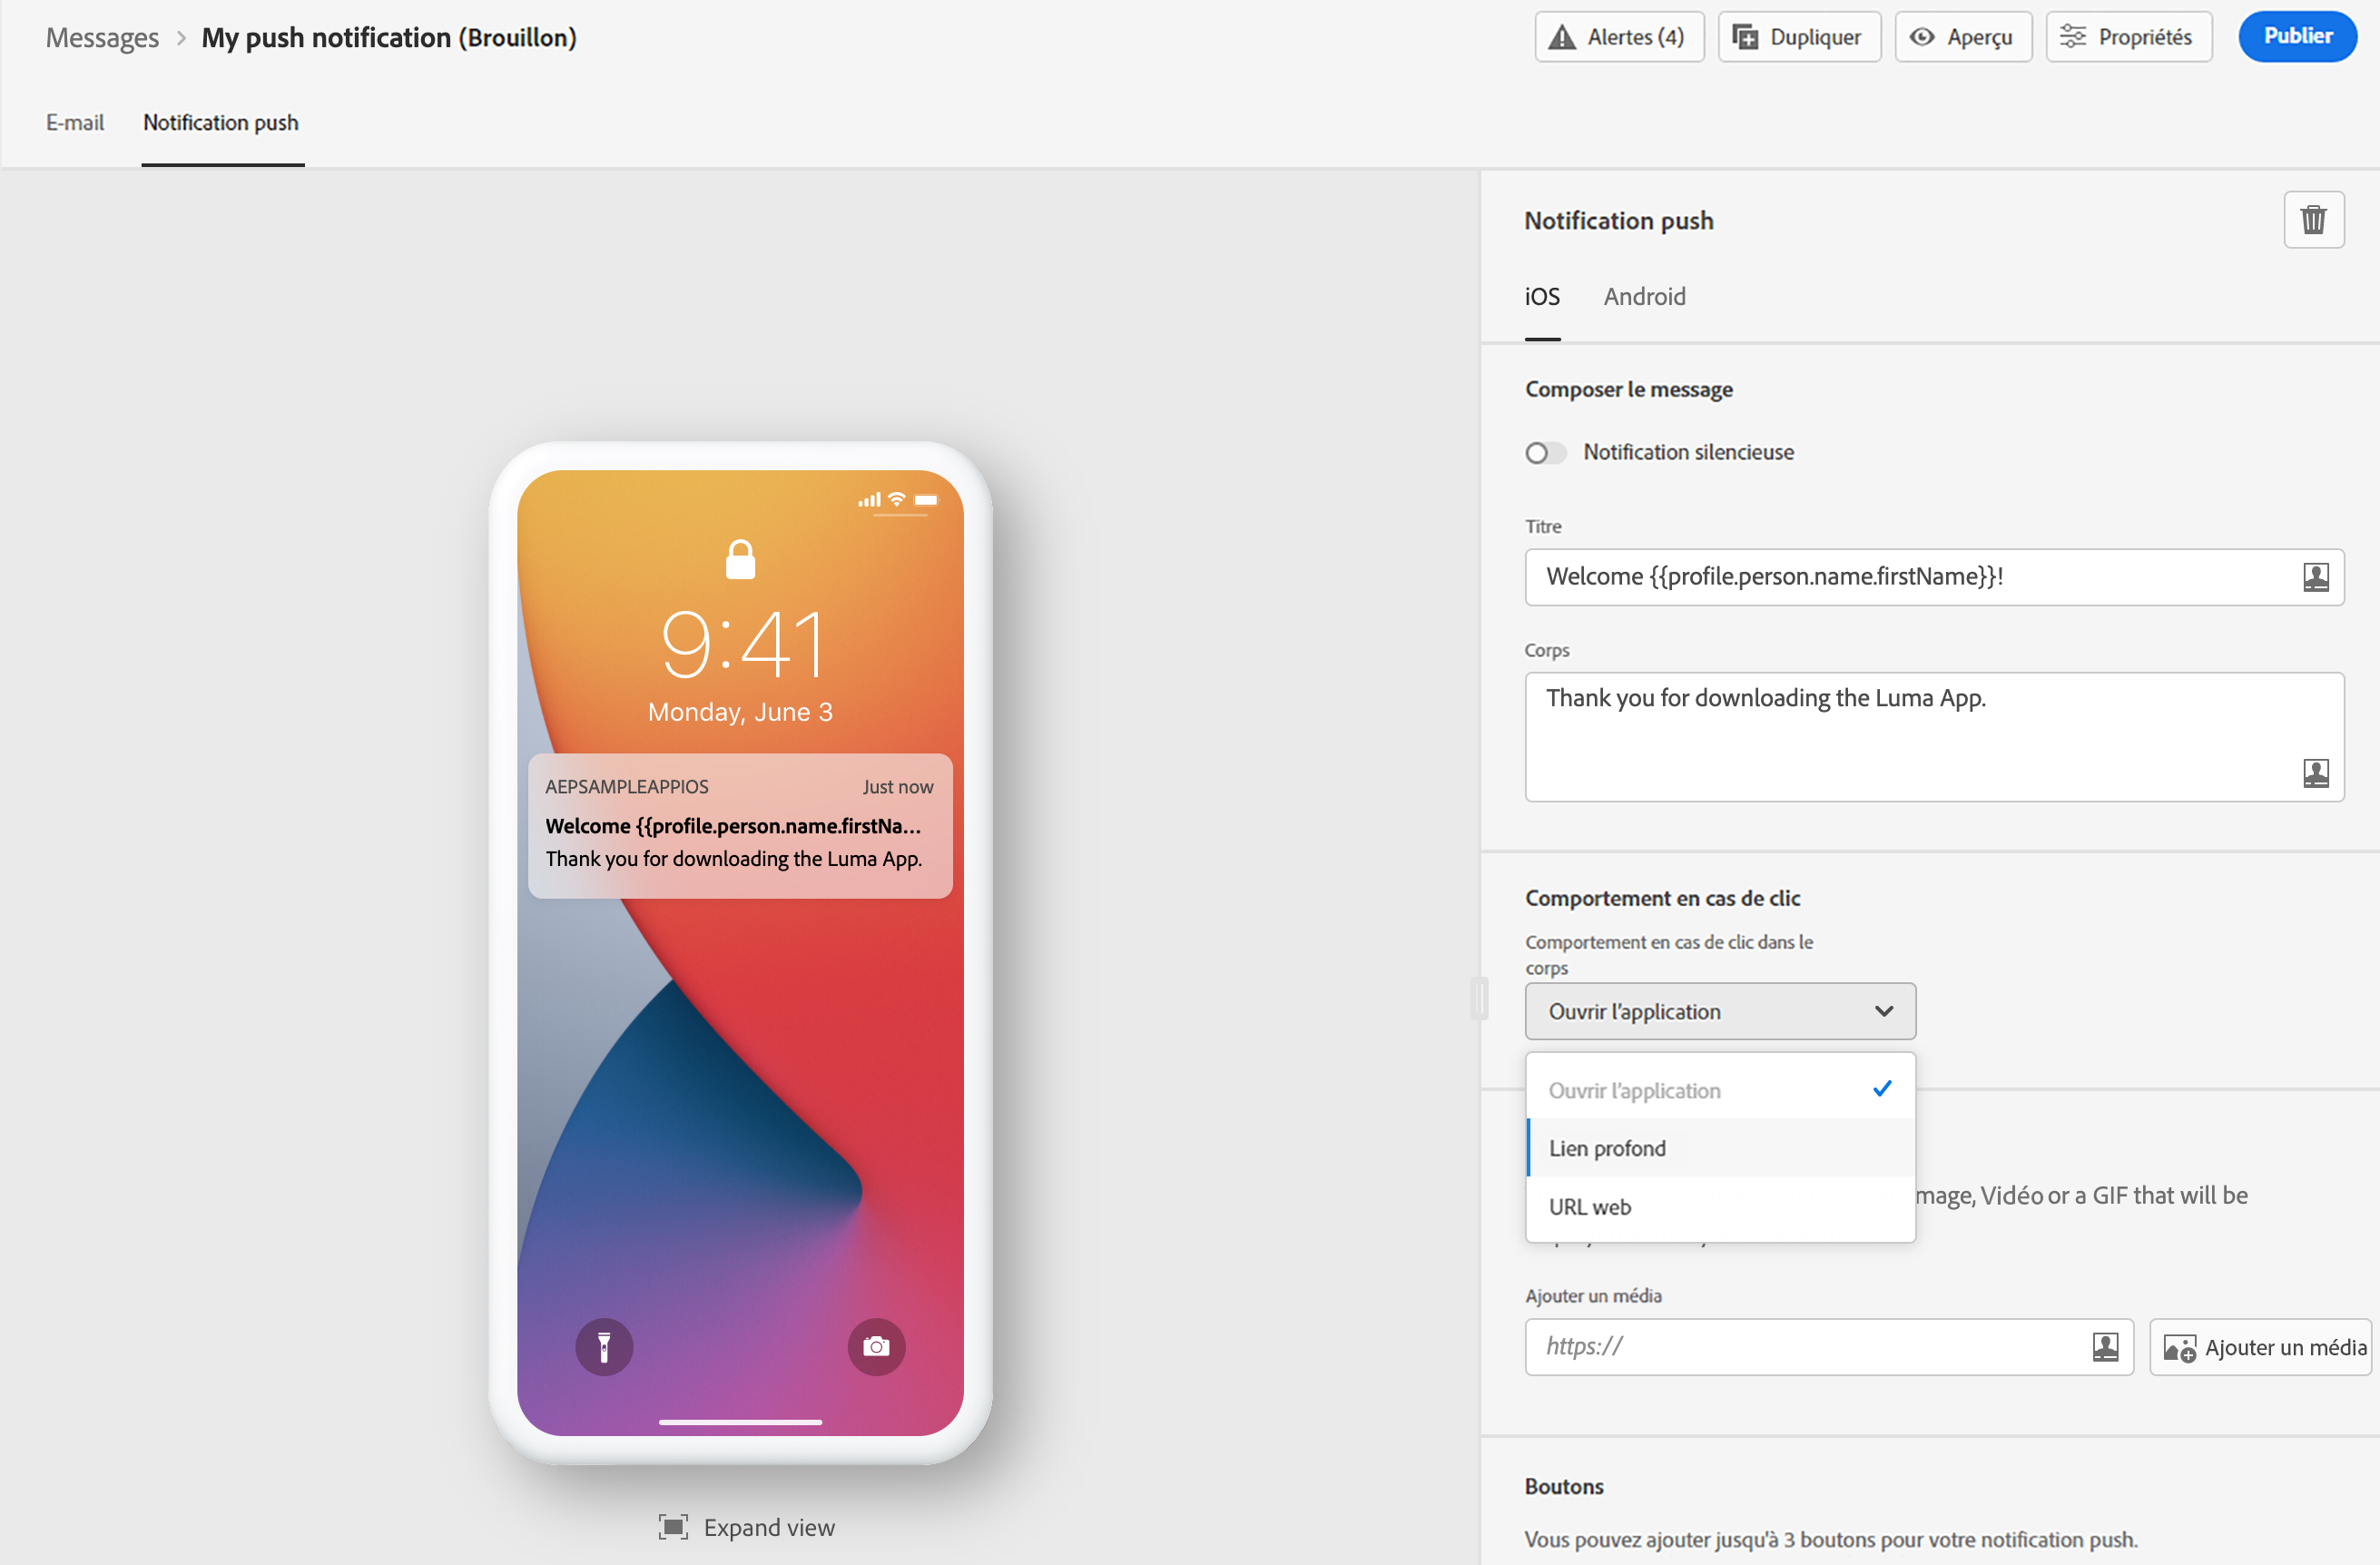 Messages > My push notification (Brouillon)
Alertes (4)
Dupliquer
Aperçu
Propriétés
Publier
E-mail
Notification push
9:41
Monday, June 3
AEPSAMPLEAPPIOS
Just now
Welcome {{profile.person.name.firstNa...
Thank you for downloading the Luma App.
Expand view
Notification push
iOS
Android
Composer le message
Notification silencieuse
Titre
Welcome {{profile.person.name.firstName}}!
Corps
Thank you for downloading the Luma App.
Comportement en cas de clic
Comportement en cas de clic dans le
corps
Ouvrir l'application
Ouvrir l'application
Lien profond
URL web
mage, Vidéo or a GIF that will be
Ajouter un média
https://
Ajouter un média
Boutons
Vous pouvez ajouter jusqu'à 3 boutons pour votre notification push.